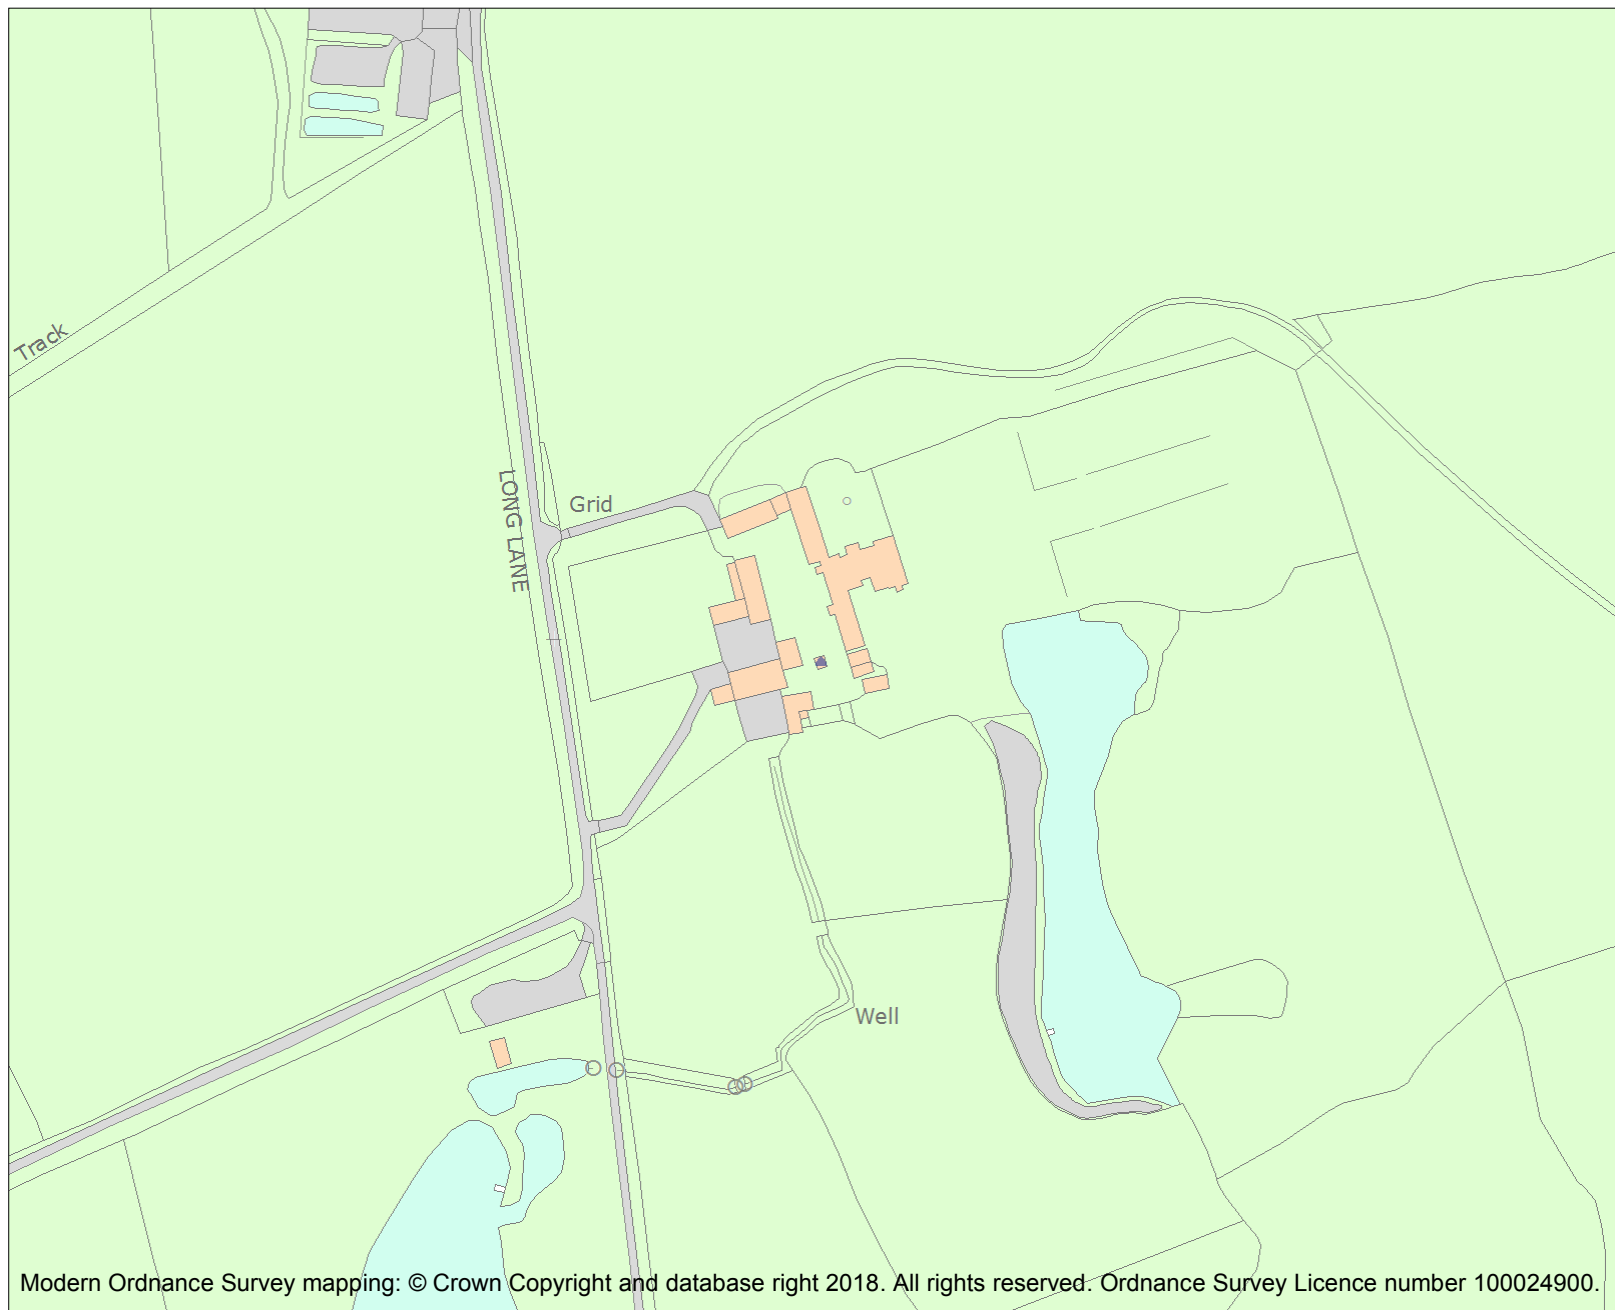 Track
LONG LANE
Grid
Well
Modern Ordnance Survey mapping: © Crown Copyright and database right 2018. All rights reserved. Ordnance Survey Licence number 100024900.